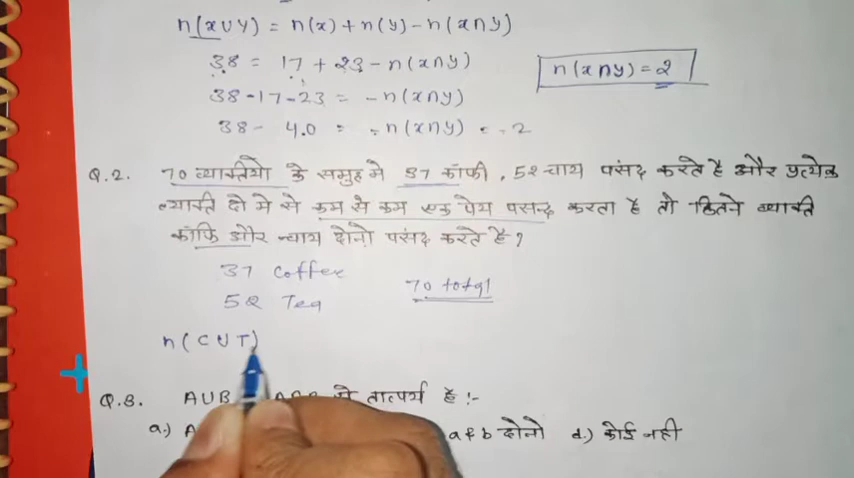 n(x∪y) = n(x) + n(y) - n(x∩y)
38 = 17 + 23 - n(x∩y)
n(x∩y) = 2
38 - 17 - 23 = - n(x∩y)
38 - 40 = - n(x∩y) = - 2
Q.2. 70 व्यक्तियो के समुह मे 37 कॉफी, 52 चाय पसंद करते है और प्रत्येक
व्यक्ति दो मे से कम से कम एक पेय पसन्द करता है तो कितने व्यक्ति
कॉफि और चाय दोनो पसंद करते है?
37 coffee
70 total
52 Tea
n(C∪T)
Q.3. A∪B से तात्पर्य है :-
a.) a & b दोनो d.) कोई नही